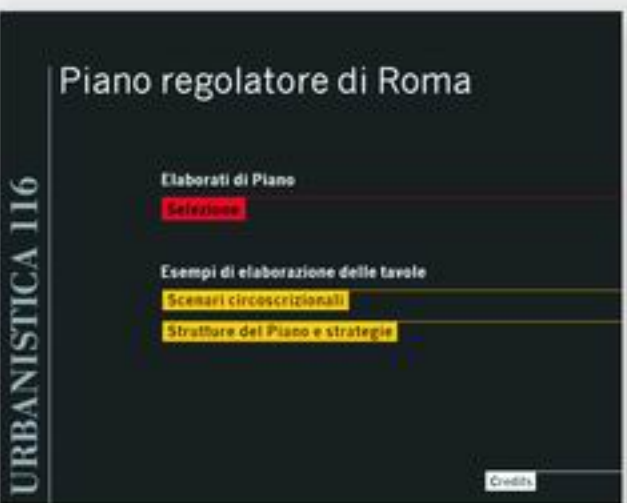 Piano regolatore di Roma
URBANISTICA 116
Elaborati di Piano
Selezione
Esempi di elaborazione delle tavole
Scenari circoscrizionali
Strutture del Piano e strategie
Credits